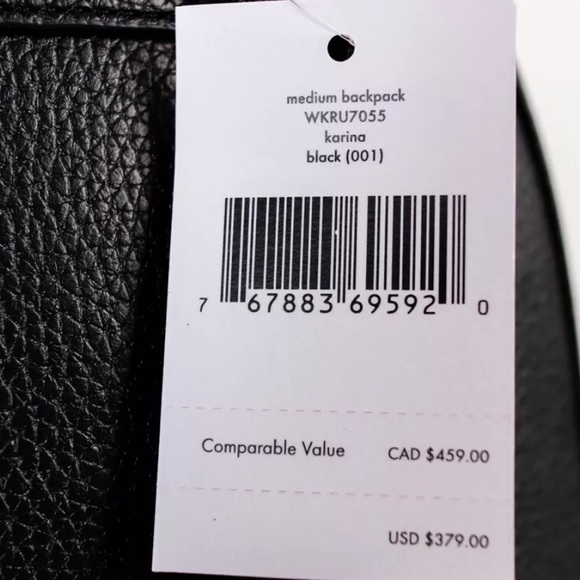 medium backpack
WKRU7055
karina
black (001)
7 67883 69592 0
Comparable Value CAD $459.00
USD $379.00